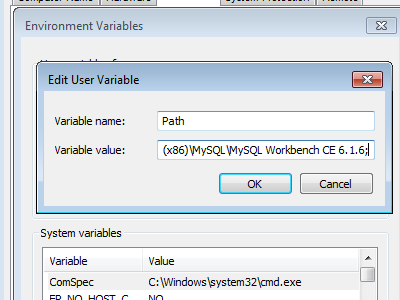 Environment Variables
Edit User Variable
Variable name:
Path
Variable value:
(x86)\MySQL\MySQL Workbench CE 6.1.6;
OK
Cancel
System variables
Variable
Value
ComSpec
C:\Windows\system32\cmd.exe
NO